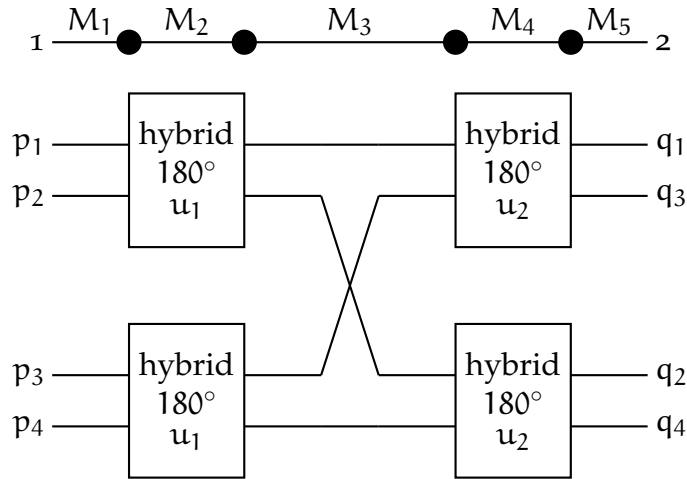 1 M₁ M₂ M₃ M₄ M₅ 2
p₁ hybrid hybrid q₁
p₂ 180° 180° q₃
u₁ u₂
p₃ hybrid hybrid q₂
p₄ 180° 180° q₄
u₁ u₂